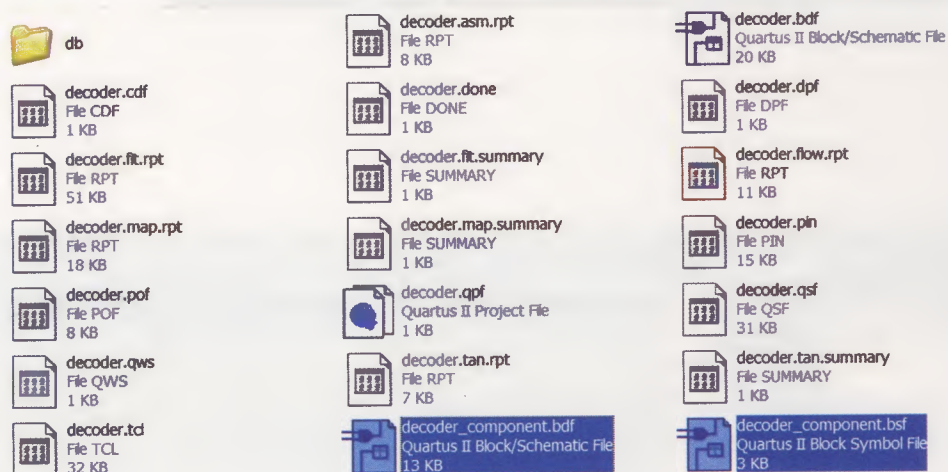 db
decoder.asm.rpt
File RPT
8 KB
decoder.bdf
Quartus II Block/Schematic File
20 KB
decoder.cdf
File CDF
1 KB
decoder.done
File DONE
1 KB
decoder.dpf
File DPF
1 KB
decoder.fit.rpt
File RPT
51 KB
decoder.fit.summary
File SUMMARY
1 KB
decoder.flow.rpt
File RPT
11 KB
decoder.map.rpt
File RPT
18 KB
decoder.map.summary
File SUMMARY
1 KB
decoder.pin
File PIN
15 KB
decoder.pof
File POF
8 KB
decoder.qpf
Quartus II Project File
1 KB
decoder.qsf
File QSF
31 KB
decoder.qws
File QWS
1 KB
decoder.tan.rpt
File RPT
7 KB
decoder.tan.summary
File SUMMARY
1 KB
decoder.tcl
File TCL
32 KB
decoder_component.bdf
Quartus II Block/Schematic File
13 KB
decoder_component.bsf
Quartus II Block Symbol File
3 KB